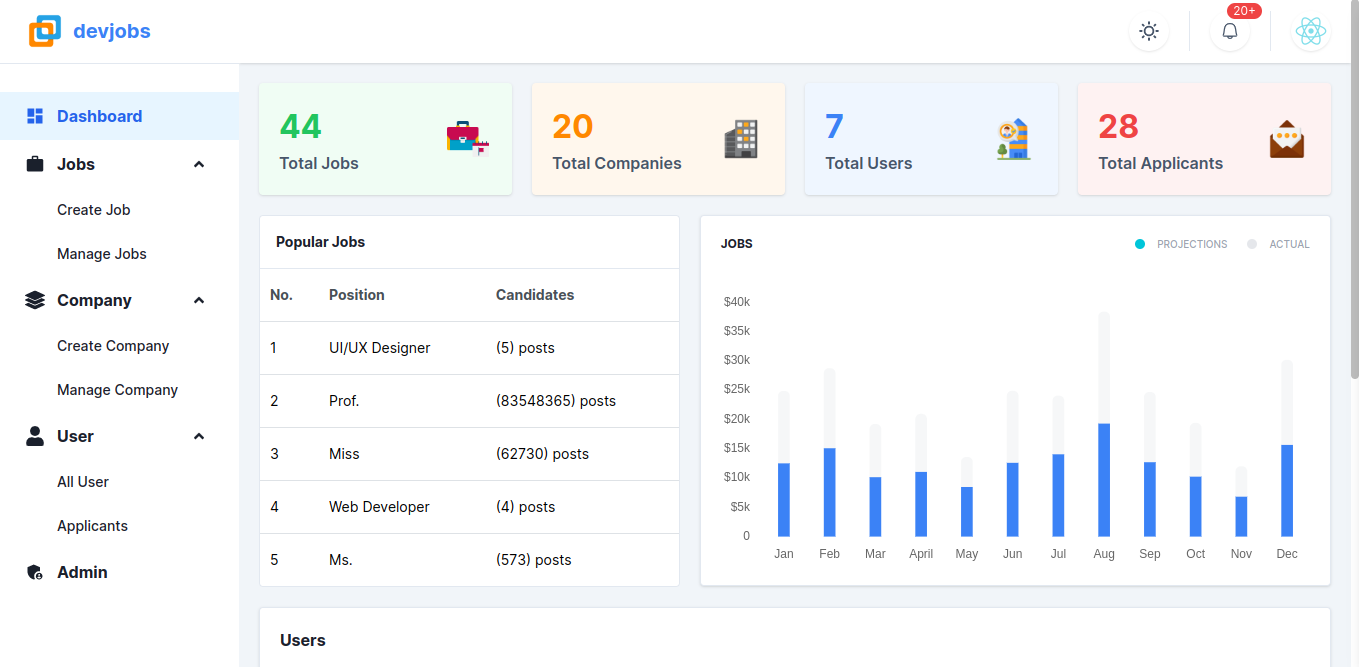 devjobs
20+
Dashboard
Jobs
Create Job
Manage Jobs
Company
Create Company
Manage Company
User
All User
Applicants
Admin
44
Total Jobs
20
Total Companies
7
Total Users
28
Total Applicants
Popular Jobs
No. Position Candidates
1 UI/UX Designer (5) posts
2 Prof. (83548365) posts
3 Miss (62730) posts
4 Web Developer (4) posts
5 Ms. (573) posts
JOBS
PROJECTIONS ACTUAL
$40k
$35k
$30k
$25k
$20k
$15k
$10k
$5k
0
Jan Feb Mar April May Jun Jul Aug Sep Oct Nov Dec
Users